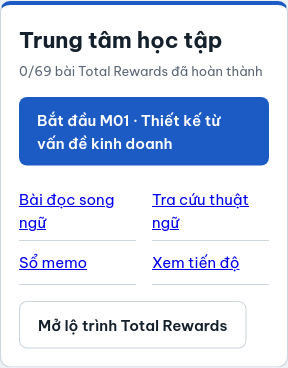 Trung tâm học tập
0/69 bài Total Rewards đã hoàn thành
Bắt đầu M01 · Thiết kế từ
vấn đề kinh doanh
Bài đọc song
ngữ
Tra cứu thuật
ngữ
Sổ memo
Xem tiến độ
Mở lộ trình Total Rewards